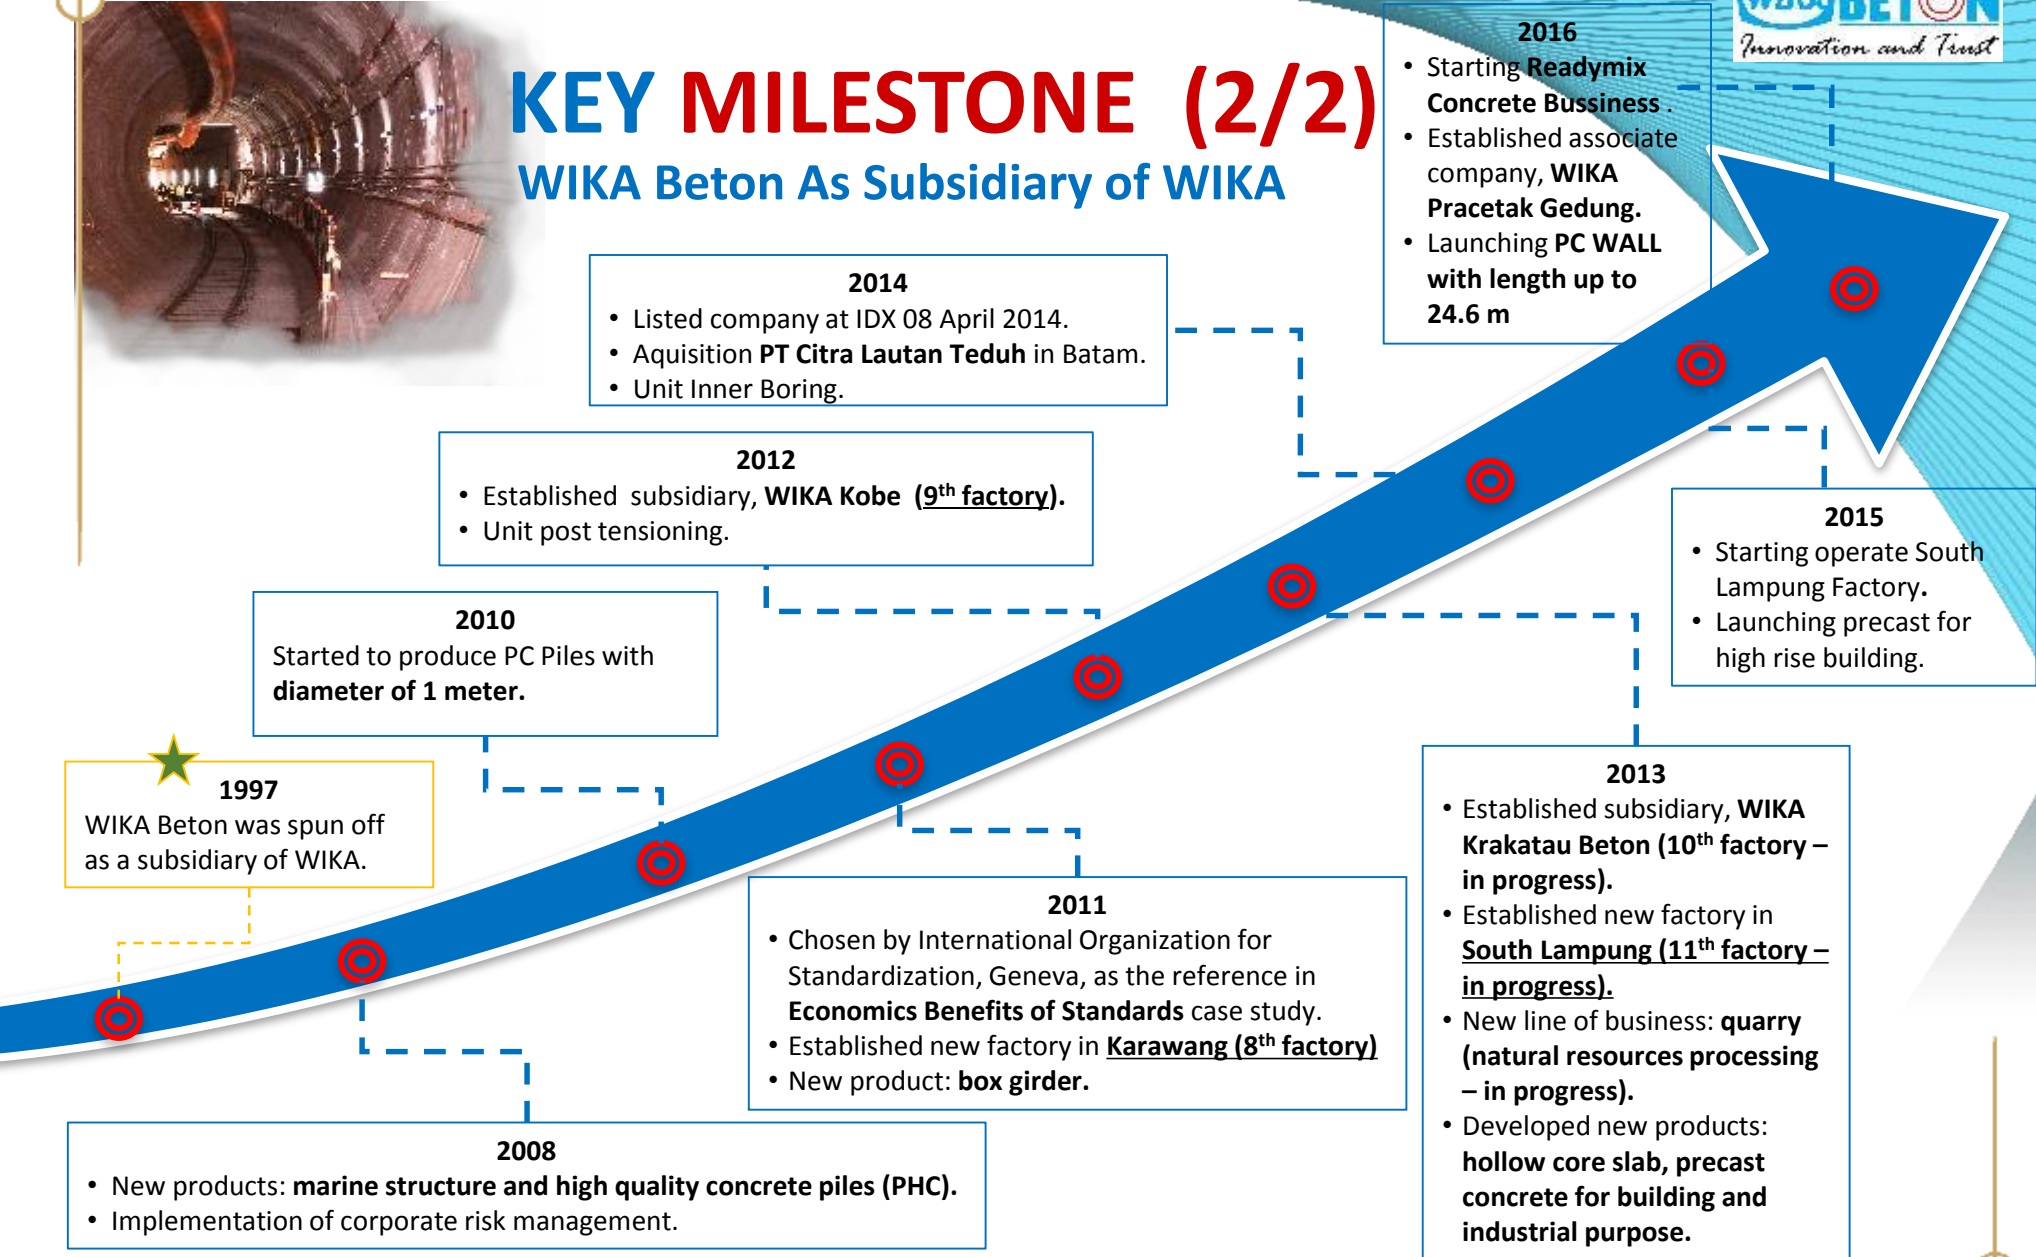 WIKA BETON
Innovation and Trust
KEY MILESTONE (2/2)
WIKA Beton As Subsidiary of WIKA
2016
• Starting Readymix
Concrete Bussiness .
• Established associate
company, WIKA
Pracetak Gedung.
• Launching PC WALL
with length up to
24.6 m
2014
• Listed company at IDX 08 April 2014.
• Aquisition PT Citra Lautan Teduh in Batam.
• Unit Inner Boring.
2012
• Established subsidiary, WIKA Kobe (9th factory).
• Unit post tensioning.
2015
• Starting operate South
Lampung Factory.
• Launching precast for
high rise building.
2010
Started to produce PC Piles with
diameter of 1 meter.
1997
WIKA Beton was spun off
as a subsidiary of WIKA.
2013
• Established subsidiary, WIKA
Krakatau Beton (10th factory –
in progress).
• Established new factory in
South Lampung (11th factory –
in progress).
• New line of business: quarry
(natural resources processing
– in progress).
• Developed new products:
hollow core slab, precast
concrete for building and
industrial purpose.
2011
• Chosen by International Organization for
Standardization, Geneva, as the reference in
Economics Benefits of Standards case study.
• Established new factory in Karawang (8th factory)
• New product: box girder.
2008
• New products: marine structure and high quality concrete piles (PHC).
• Implementation of corporate risk management.